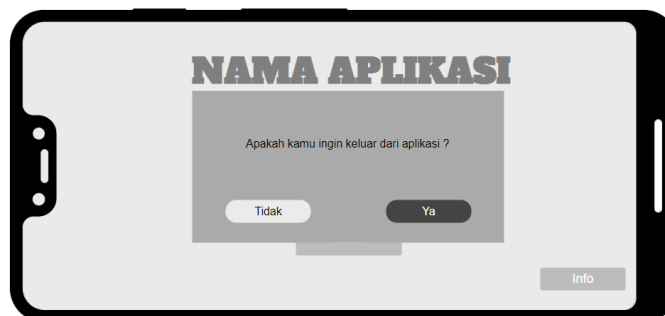 NAMA APLIKASI
Apakah kamu ingin keluar dari aplikasi ?
Tidak
Ya
Info